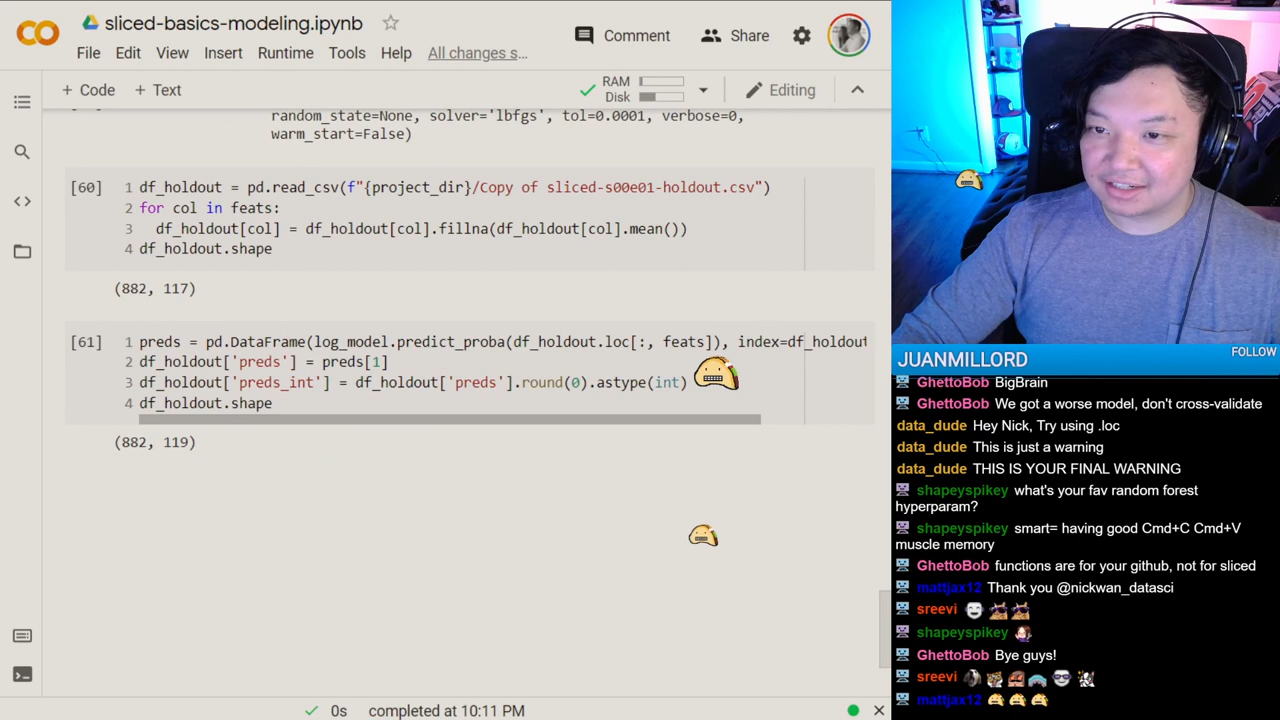 sliced-basics-modeling.ipynb
File Edit View Insert Runtime Tools Help All changes s...
Comment
Share
+ Code + Text
RAM
Disk
Editing
random_state=None, solver='lbfgs', tol=0.0001, verbose=0,
warm_start=False)
[60]
1 df_holdout = pd.read_csv(f"{project_dir}/Copy of sliced-s00e01-holdout.csv")
2 for col in feats:
3   df_holdout[col] = df_holdout[col].fillna(df_holdout[col].mean())
4 df_holdout.shape
(882, 117)
[61]
1 preds = pd.DataFrame(log_model.predict_proba(df_holdout.loc[:, feats]), index=df_holdout
2 df_holdout['preds'] = preds[1]
3 df_holdout['preds_int'] = df_holdout['preds'].round(0).astype(int)
4 df_holdout.shape
(882, 119)
0s completed at 10:11 PM
JUANMILLORD
FOLLOW
GhettoBob BigBrain
GhettoBob We got a worse model, don't cross-validate
data_dude Hey Nick, Try using .loc
data_dude This is just a warning
data_dude THIS IS YOUR FINAL WARNING
shapeyspikey what's your fav random forest
hyperparam?
shapeyspikey smart= having good Cmd+C Cmd+V
muscle memory
GhettoBob functions are for your github, not for sliced
mattjax12 Thank you @nickwan_datasci
sreevi
shapeyspikey
GhettoBob Bye guys!
sreevi
mattjax12